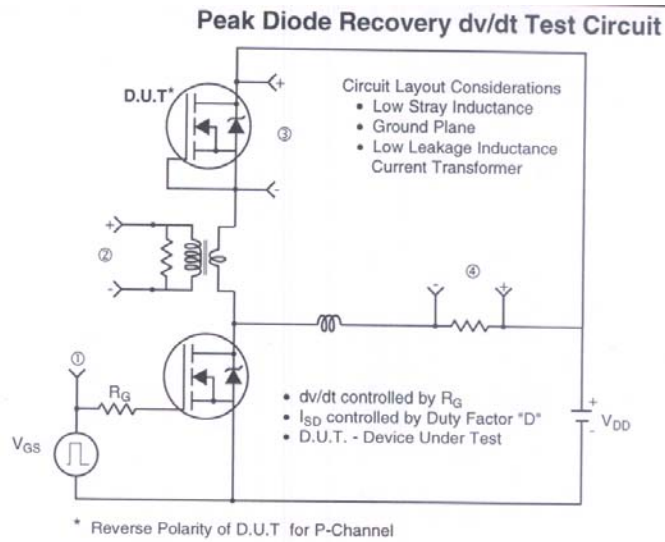 Peak Diode Recovery dv/dt Test Circuit
D.U.T*
+
③
-
Circuit Layout Considerations
• Low Stray Inductance
• Ground Plane
• Low Leakage Inductance
Current Transformer
+
②
-
④
-
+
①
RG
VGS
• dv/dt controlled by RG
• ISD controlled by Duty Factor "D"
• D.U.T. - Device Under Test
+
VDD
-
* Reverse Polarity of D.U.T for P-Channel